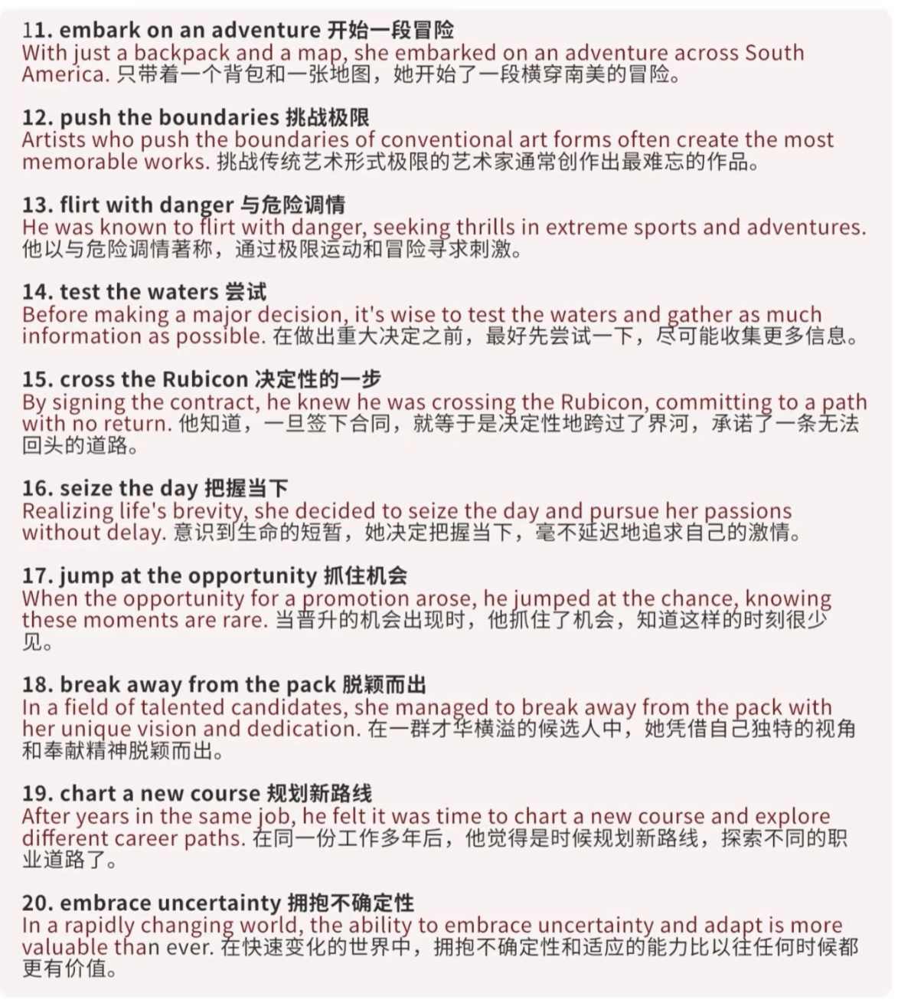 11. embark on an adventure 开始一段冒险
With just a backpack and a map, she embarked on an adventure across South
America. 只带着一个背包和一张地图，她开始了一段横穿南美的冒险。
12. push the boundaries 挑战极限
Artists who push the boundaries of conventional art forms often create the most
memorable works. 挑战传统艺术形式极限的艺术家通常创作出最难忘的作品。
13. flirt with danger 与危险调情
He was known to flirt with danger, seeking thrills in extreme sports and adventures.
他以与危险调情著称，通过极限运动和冒险寻求刺激。
14. test the waters 尝试
Before making a major decision, it's wise to test the waters and gather as much
information as possible. 在做出重大决定之前，最好先尝试一下，尽可能收集更多信息。
15. cross the Rubicon 决定性的一步
By signing the contract, he knew he was crossing the Rubicon, committing to a path
with no return. 他知道，一旦签下合同，就等于是决定性地跨过了界河，承诺了一条无法
回头的道路。
16. seize the day 把握当下
Realizing life's brevity, she decided to seize the day and pursue her passions
without delay. 意识到生命的短暂，她决定把握当下，毫不延迟地追求自己的激情。
17. jump at the opportunity 抓住机会
When the opportunity for a promotion arose, he jumped at the chance, knowing
these moments are rare. 当晋升的机会出现时，他抓住了机会，知道这样的时刻很少
见。
18. break away from the pack 脱颖而出
In a field of talented candidates, she managed to break away from the pack with
her unique vision and dedication. 在一群才华横溢的候选人中，她凭借自己独特的视角
和奉献精神脱颖而出。
19. chart a new course 规划新路线
After years in the same job, he felt it was time to chart a new course and explore
different career paths. 在同一份工作多年后，他觉得是时候规划新路线，探索不同的职
业道路了。
20. embrace uncertainty 拥抱不确定性
In a rapidly changing world, the ability to embrace uncertainty and adapt is more
valuable than ever. 在快速变化的世界中，拥抱不确定性和适应的能力比以往任何时候都
更有价值。